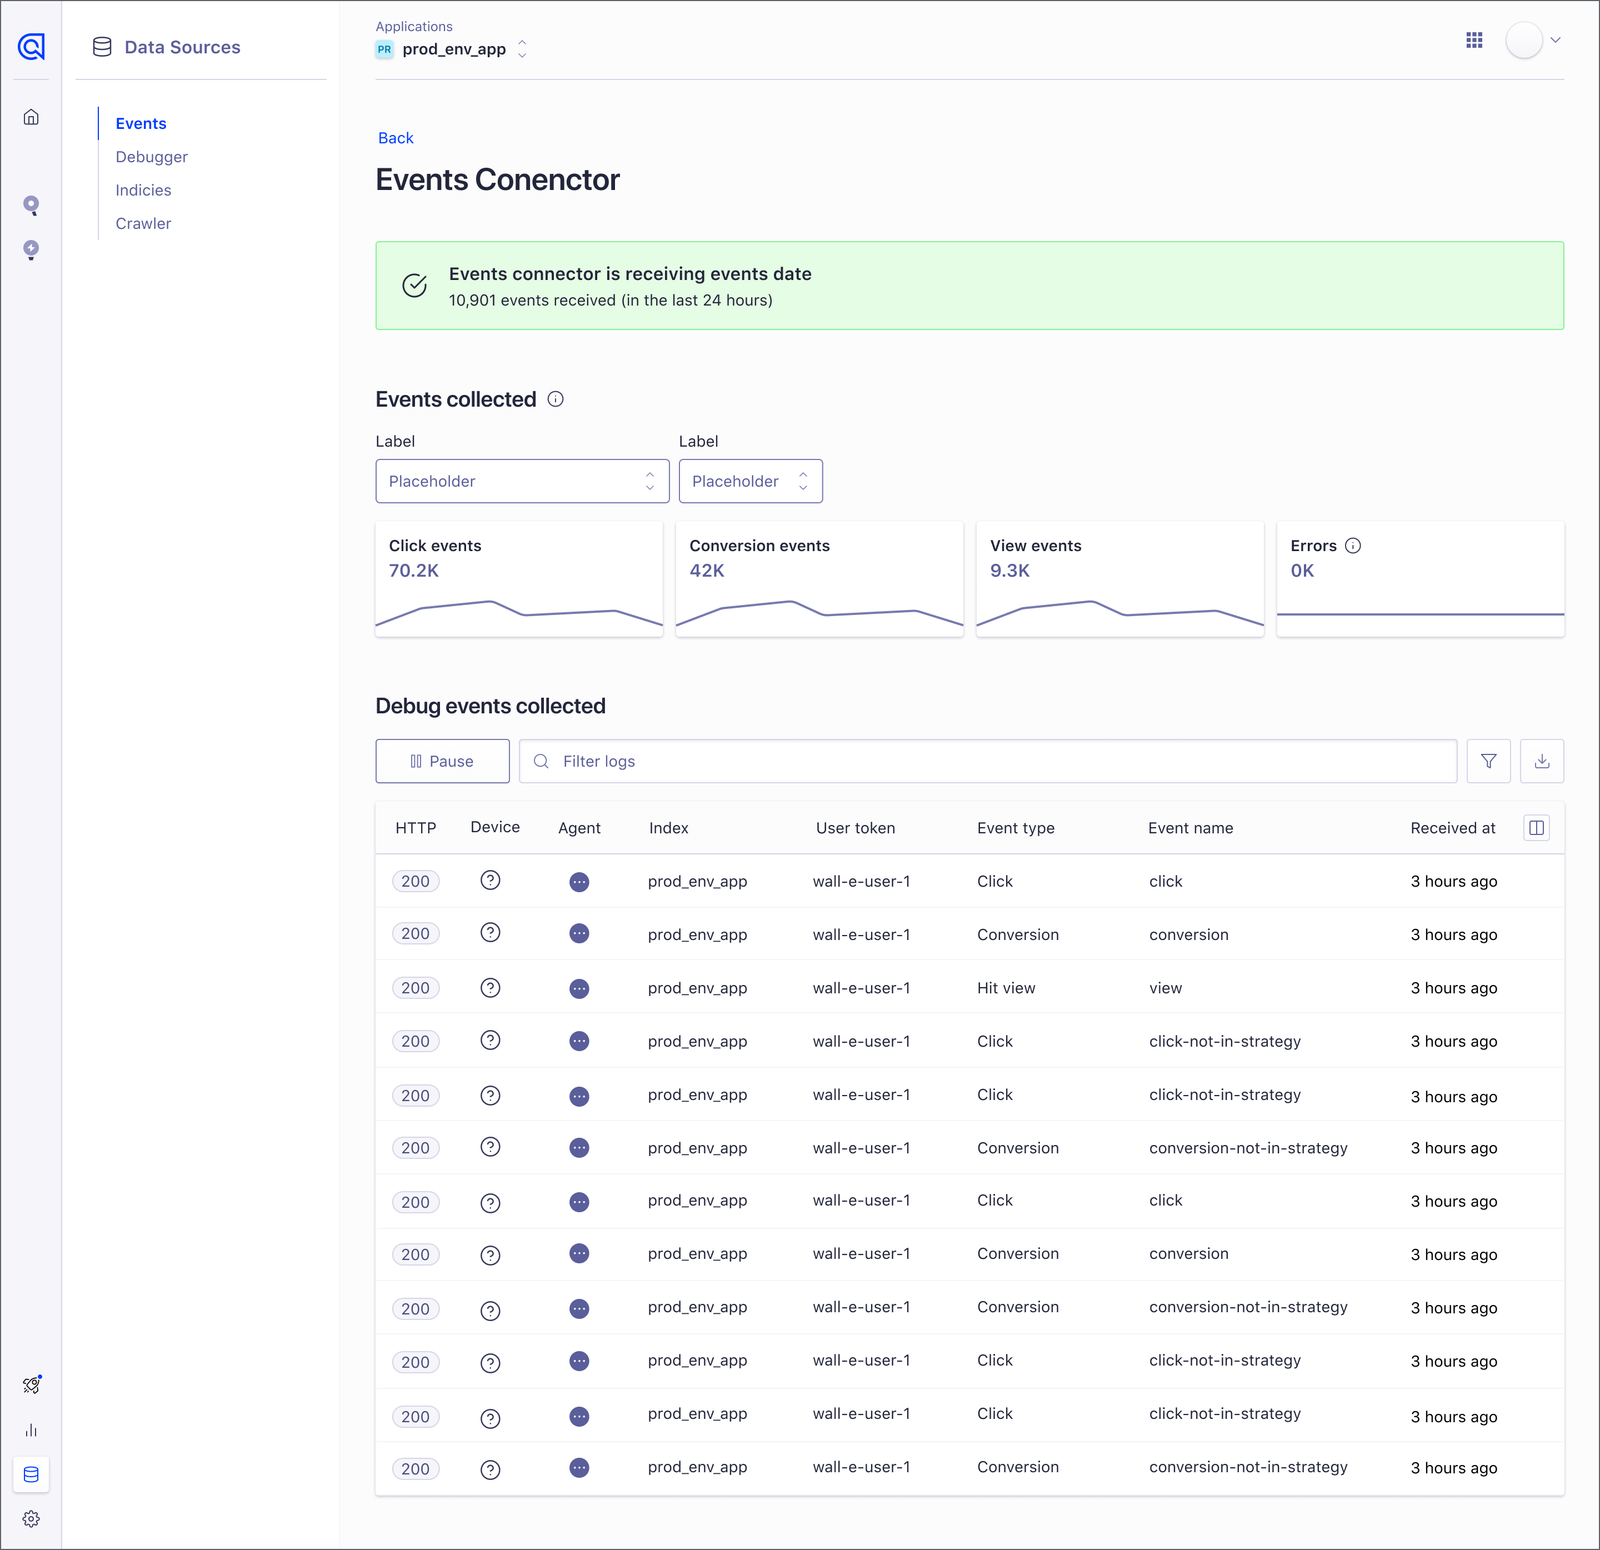 Data Sources
Events
Debugger
Indicies
Crawler
Applications
PR prod_env_app
Back
Events Conenctor
Events connector is receiving events date
10,901 events received (in the last 24 hours)
Events collected
Label Label
Placeholder Placeholder
Click events Conversion events View events Errors
70.2K 42K 9.3K 0K
Debug events collected
Pause Filter logs
HTTP Device Agent Index User token Event type Event name Received at
200 prod_env_app wall-e-user-1 Click click 3 hours ago
200 prod_env_app wall-e-user-1 Conversion conversion 3 hours ago
200 prod_env_app wall-e-user-1 Hit view view 3 hours ago
200 prod_env_app wall-e-user-1 Click click-not-in-strategy 3 hours ago
200 prod_env_app wall-e-user-1 Click click-not-in-strategy 3 hours ago
200 prod_env_app wall-e-user-1 Conversion conversion-not-in-strategy 3 hours ago
200 prod_env_app wall-e-user-1 Click click 3 hours ago
200 prod_env_app wall-e-user-1 Conversion conversion 3 hours ago
200 prod_env_app wall-e-user-1 Conversion conversion-not-in-strategy 3 hours ago
200 prod_env_app wall-e-user-1 Click click-not-in-strategy 3 hours ago
200 prod_env_app wall-e-user-1 Click click-not-in-strategy 3 hours ago
200 prod_env_app wall-e-user-1 Conversion conversion-not-in-strategy 3 hours ago